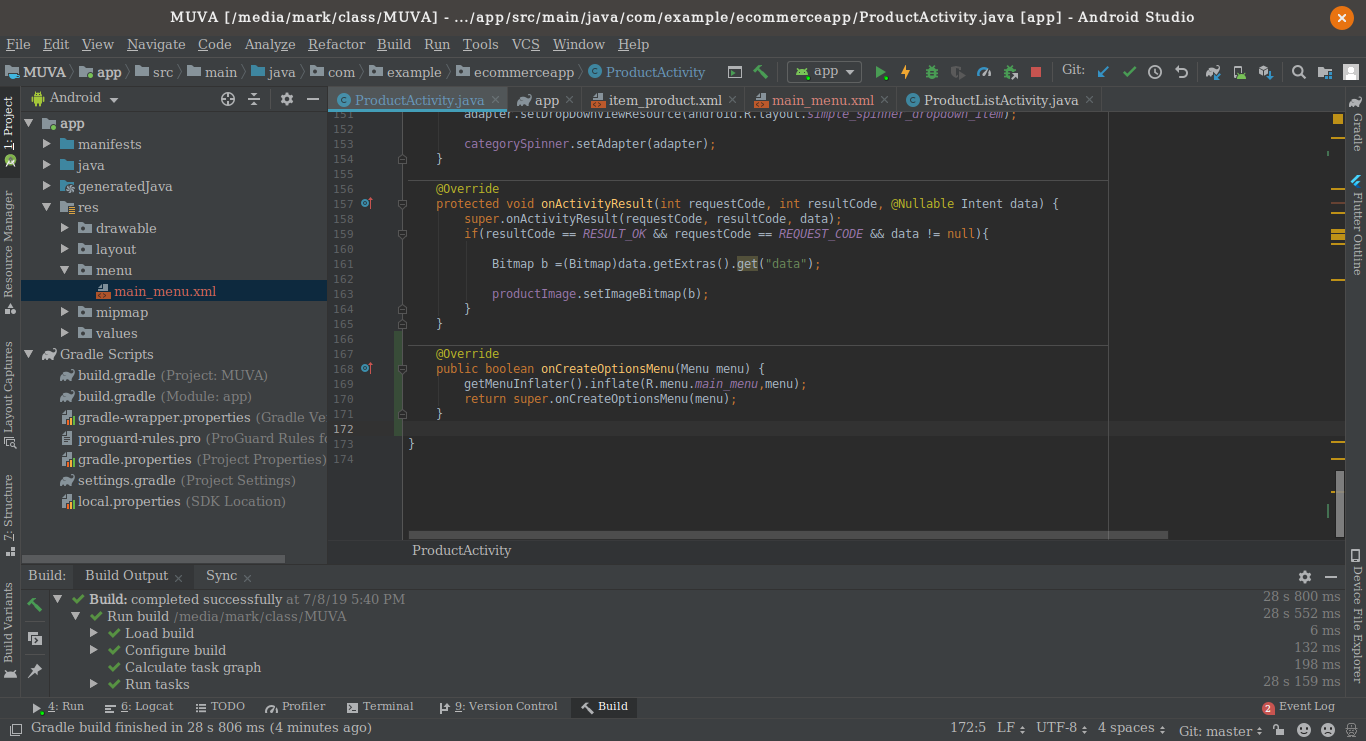 MUVA [/media/mark/class/MUVA] - .../app/src/main/java/com/example/ecommerceapp/ProductActivity.java [app] - Android Studio
File Edit View Navigate Code Analyze Refactor Build Run Tools VCS Window Help
MUVA app src main java com example ecommerceapp ProductActivity app Git:
Android
ProductActivity.java app item_product.xml main_menu.xml ProductListActivity.java
1: Project
Resource Manager
Layout Captures
7: Structure
Build Variants
app
manifests
java
generatedJava
res
drawable
layout
menu
main_menu.xml
mipmap
values
Gradle Scripts
build.gradle (Project: MUVA)
build.gradle (Module: app)
gradle-wrapper.properties (Gradle Ve
proguard-rules.pro (ProGuard Rules fo
gradle.properties (Project Properties)
settings.gradle (Project Settings)
local.properties (SDK Location)
151 adapter.setDropDownViewResource(android.R.layout.simple_spinner_dropdown_item);
152
153 categorySpinner.setAdapter(adapter);
154 }
155
156 @Override
157 protected void onActivityResult(int requestCode, int resultCode, @Nullable Intent data) {
158 super.onActivityResult(requestCode, resultCode, data);
159 if(resultCode == RESULT_OK && requestCode == REQUEST_CODE && data != null){
160
161 Bitmap b =(Bitmap)data.getExtras().get("data");
162
163 productImage.setImageBitmap(b);
164 }
165 }
166
167 @Override
168 public boolean onCreateOptionsMenu(Menu menu) {
169 getMenuInflater().inflate(R.menu.main_menu,menu);
170 return super.onCreateOptionsMenu(menu);
171 }
172
173 }
174
ProductActivity
Gradle
Flutter Outline
Device File Explorer
Build: Build Output Sync
Build: completed successfully at 7/8/19 5:40 PM 28 s 800 ms
Run build /media/mark/class/MUVA 28 s 552 ms
Load build 6 ms
Configure build 132 ms
Calculate task graph 198 ms
Run tasks 28 s 159 ms
4: Run 6: Logcat TODO Profiler Terminal 9: Version Control Build 2 Event Log
Gradle build finished in 28 s 806 ms (4 minutes ago) 172:5 LF UTF-8 4 spaces Git: master